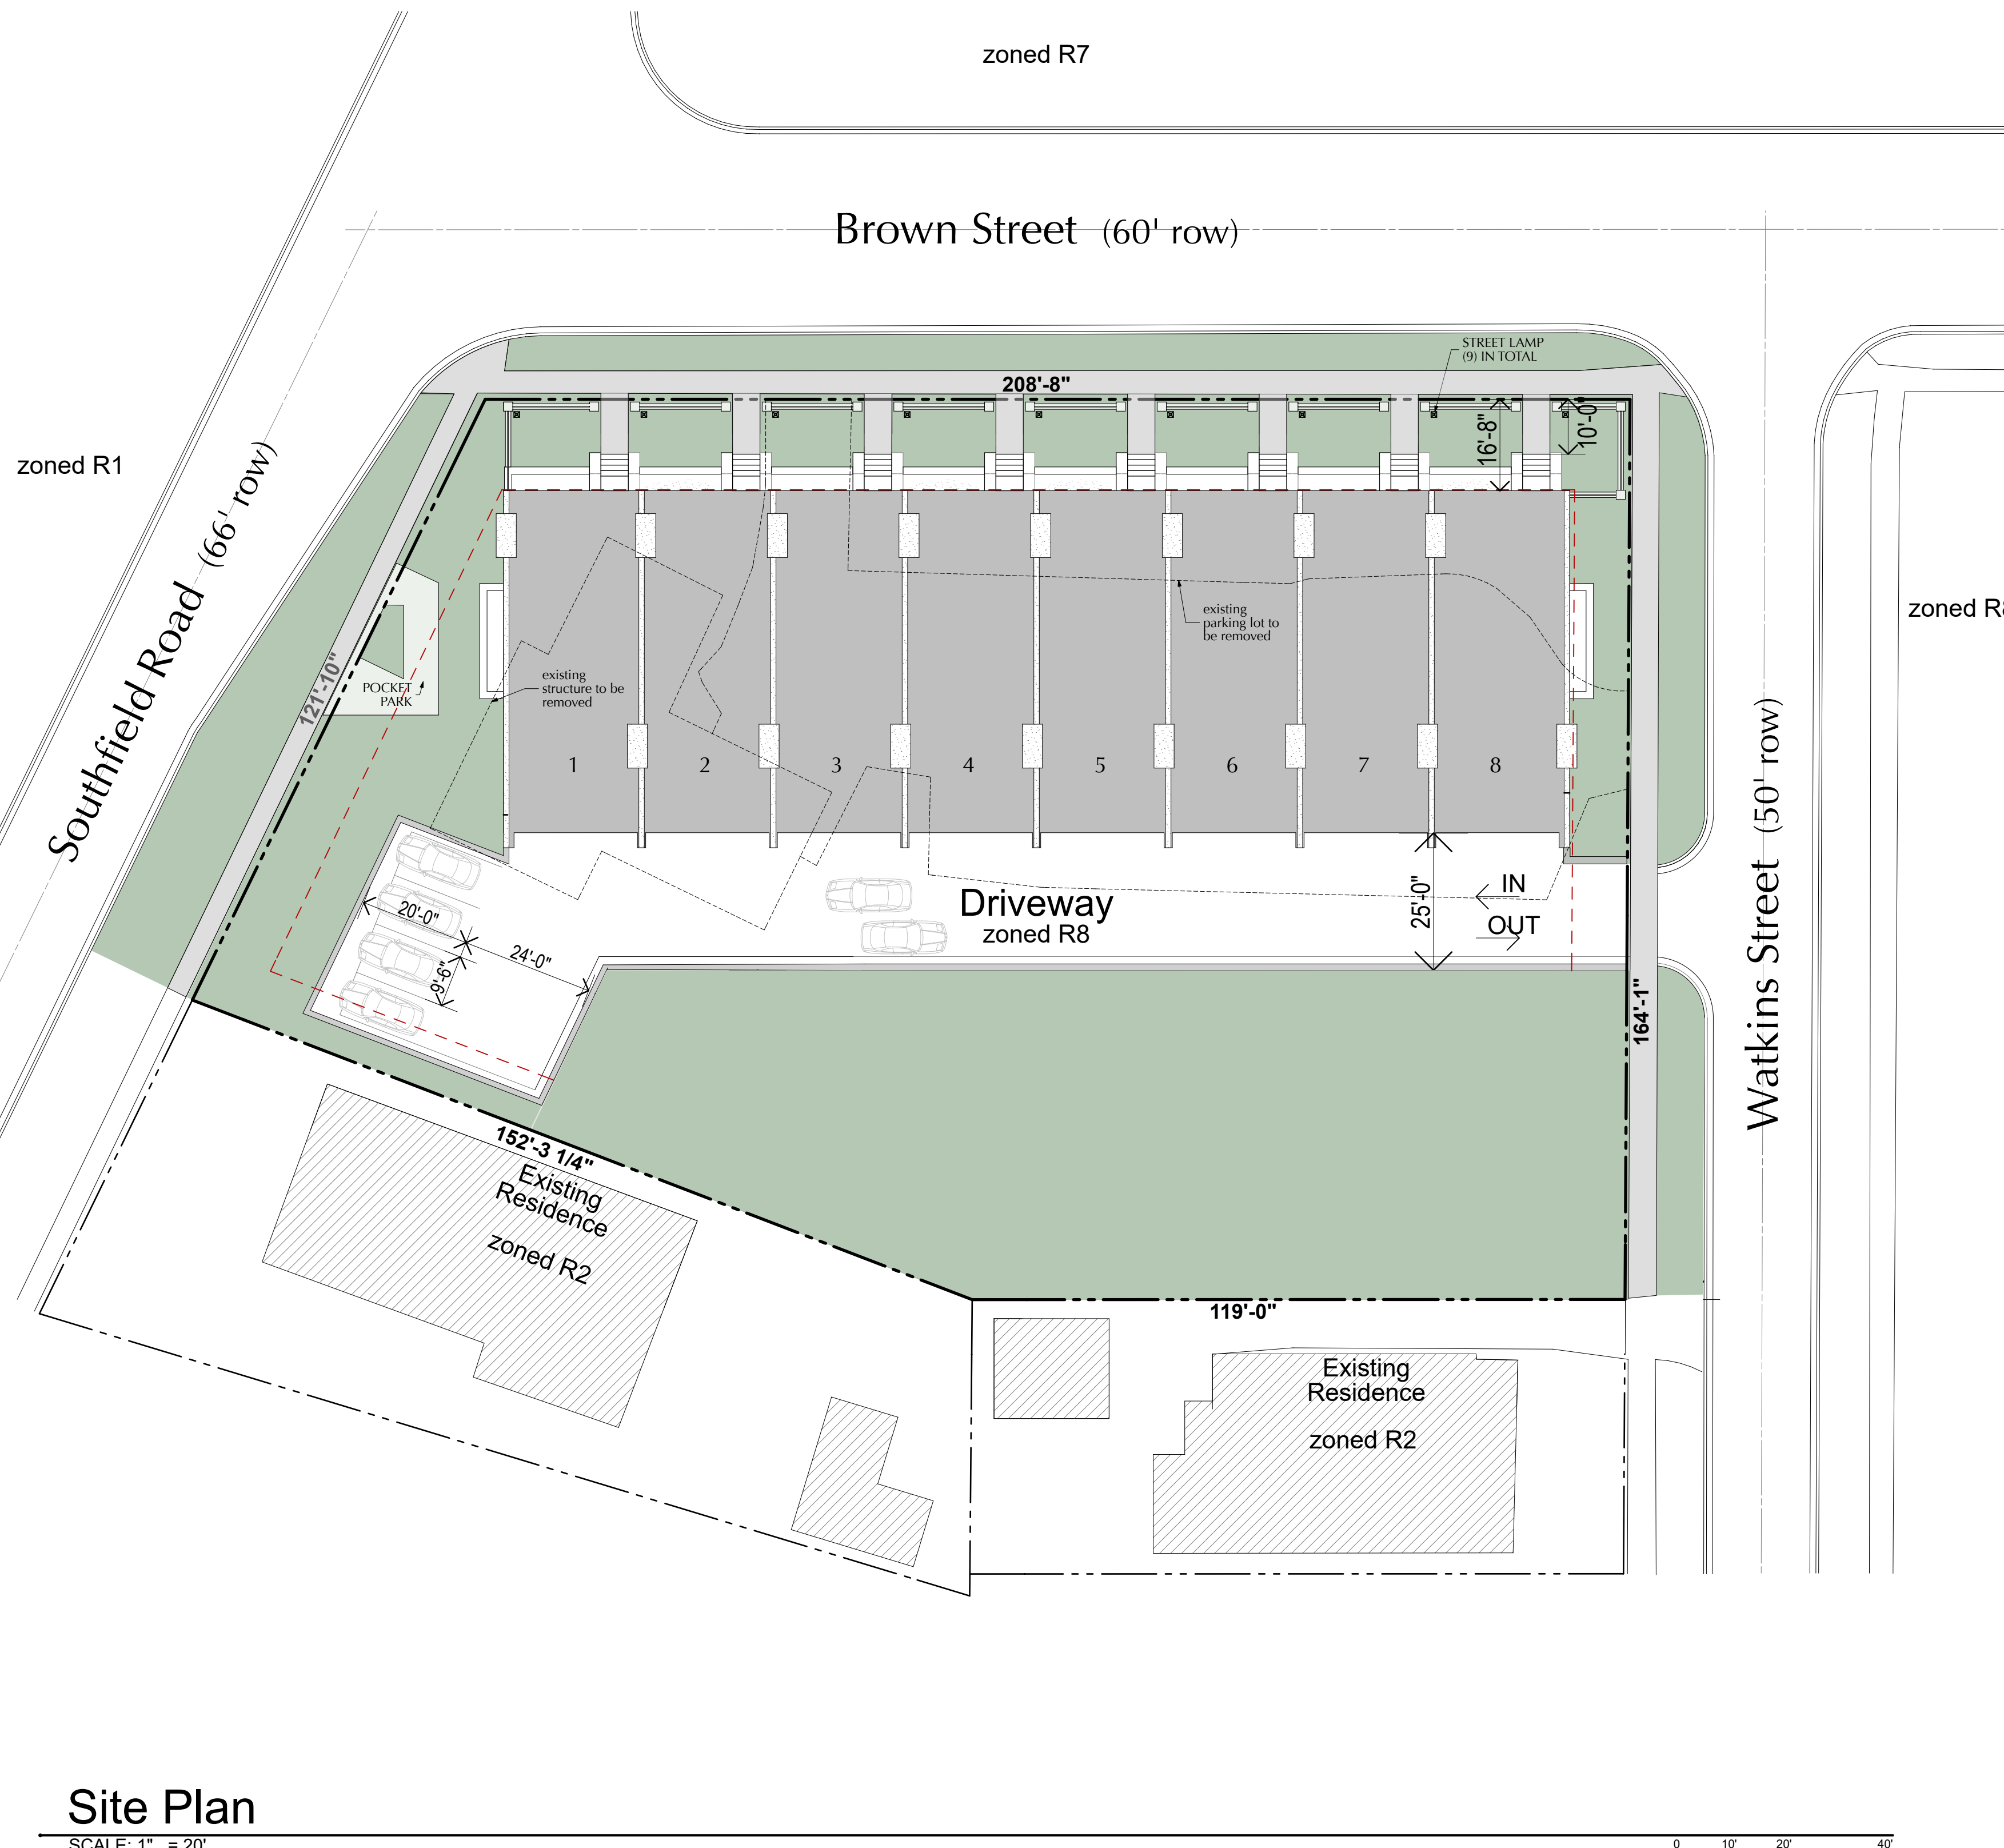 zoned R7
Brown Street (60' row)
STREET LAMP
(9) IN TOTAL
208'-8"
16'-8"
10'-0"
zoned R1
Southfield Road (66' row)
existing
parking lot to
be removed
zoned R8
existing
structure to be
removed
POCKET
PARK
121'-10"
1
2
3
4
5
6
7
8
Watkins Street (50' row)
20'-0"
24'-0"
9'-6"
Driveway
zoned R8
25'-0"
IN
OUT
164'-1"
152'-3 1/4"
Existing
Residence
zoned R2
119'-0"
Existing
Residence
zoned R2
Site Plan
SCALE: 1" = 20'
0 10' 20' 40'